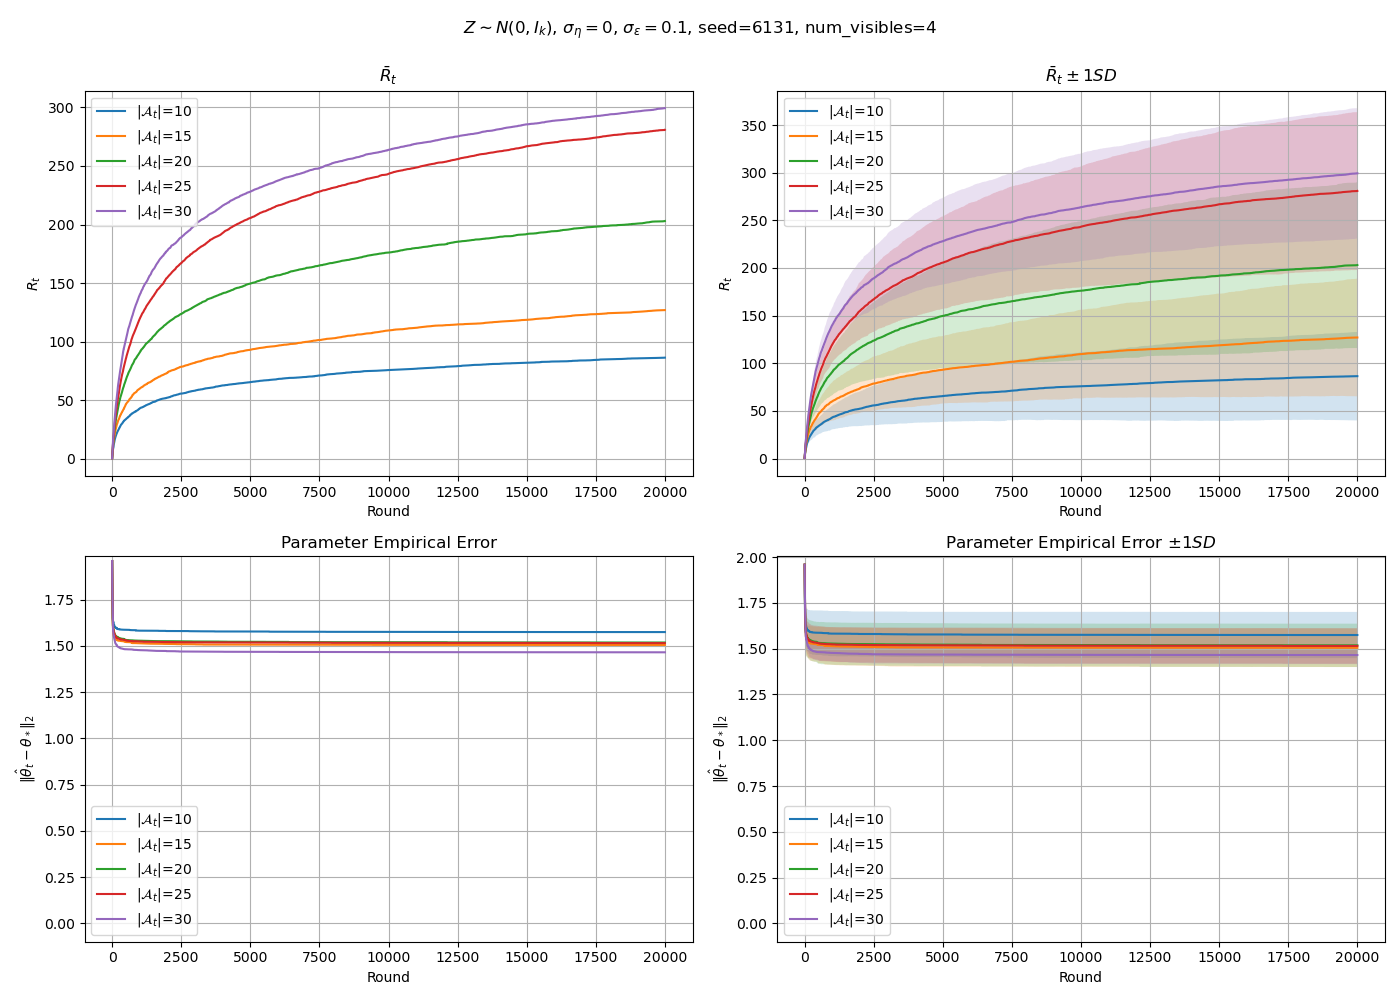 Z ∼ N(0, I_k), σ_η = 0, σ_ε = 0.1, seed=6131, num_visibles=4
R̄_t
R_t
300
250
200
150
100
50
0
|𝒜_t|=10
|𝒜_t|=15
|𝒜_t|=20
|𝒜_t|=25
|𝒜_t|=30
0 2500 5000 7500 10000 12500 15000 17500 20000
Round
R̄_t ± 1SD
R_t
350
300
250
200
150
100
50
0
|𝒜_t|=10
|𝒜_t|=15
|𝒜_t|=20
|𝒜_t|=25
|𝒜_t|=30
0 2500 5000 7500 10000 12500 15000 17500 20000
Round
Parameter Empirical Error
‖θ̂_t − θ_*‖₂
1.75
1.50
1.25
1.00
0.75
0.50
0.25
0.00
|𝒜_t|=10
|𝒜_t|=15
|𝒜_t|=20
|𝒜_t|=25
|𝒜_t|=30
0 2500 5000 7500 10000 12500 15000 17500 20000
Round
Parameter Empirical Error ±1SD
‖θ̂_t − θ_*‖₂
2.00
1.75
1.50
1.25
1.00
0.75
0.50
0.25
0.00
|𝒜_t|=10
|𝒜_t|=15
|𝒜_t|=20
|𝒜_t|=25
|𝒜_t|=30
0 2500 5000 7500 10000 12500 15000 17500 20000
Round